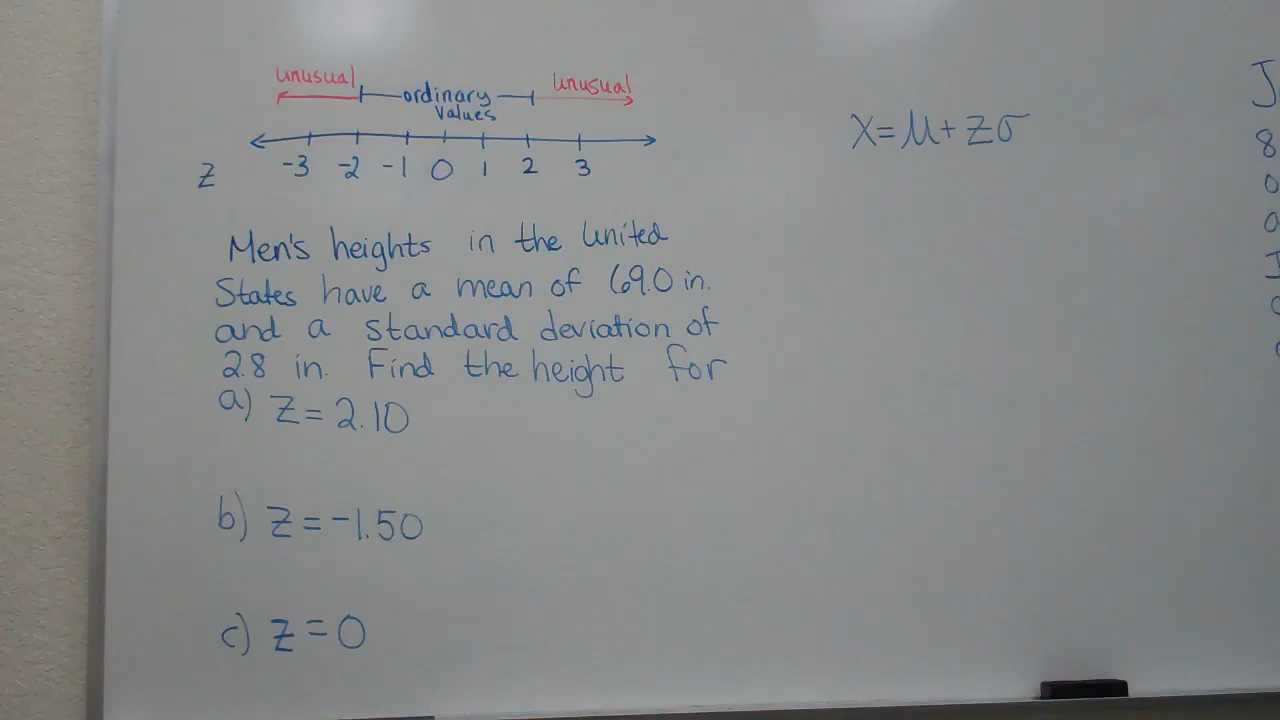 unusual ordinary values unusual
-3 -2 -1 0 1 2 3
Z
X=μ+zσ
Men's heights in the United
States have a mean of 69.0 in.
and a standard deviation of
2.8 in. Find the height for
a) Z=2.10
b) Z=-1.50
c) Z=0